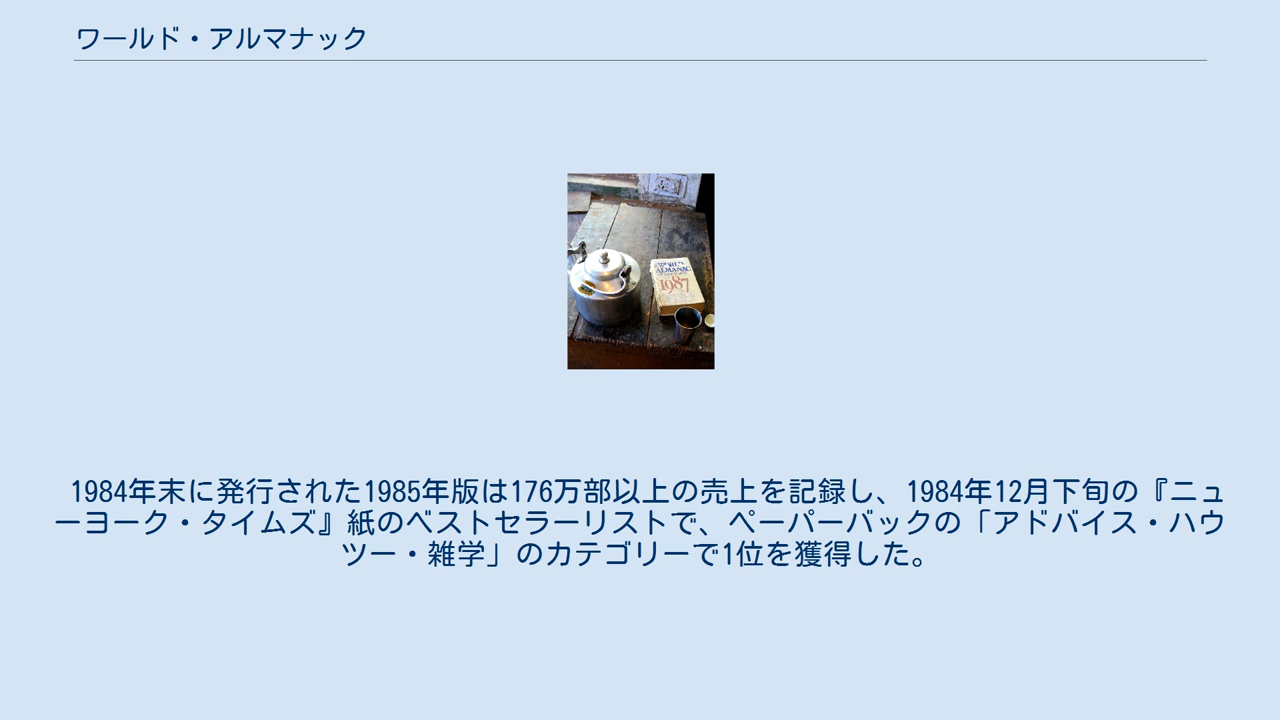 ワールド・アルマナック
ALMANAC
1987
1984年末に発行された1985年版は176万部以上の売上を記録し、1984年12月下旬の『ニュ
ーヨーク・タイムズ』紙のベストセラーリストで、ペーパーバックの「アドバイス・ハウ
ツー・雑学」のカテゴリーで1位を獲得した。